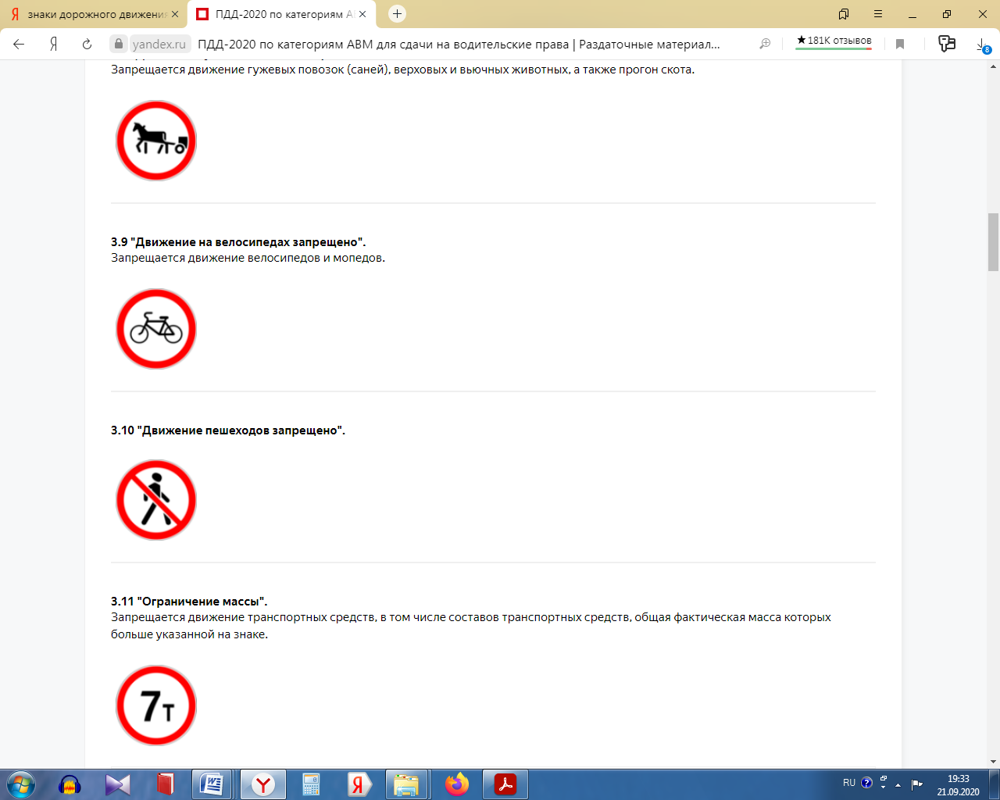 знаки дорожного движения
ПДД-2020 по категориям АВ
yandex.ru
ПДД-2020 по категориям АВМ для сдачи на водительские права | Раздаточные материал...
★181K отзывов
8
Запрещается движение гужевых повозок (саней), верховых и вьючных животных, а также прогон скота.
3.9 "Движение на велосипедах запрещено".
Запрещается движение велосипедов и мопедов.
3.10 "Движение пешеходов запрещено".
3.11 "Ограничение массы".
Запрещается движение транспортных средств, в том числе составов транспортных средств, общая фактическая масса которых
больше указанной на знаке.
7т
RU
19:33
21.09.2020